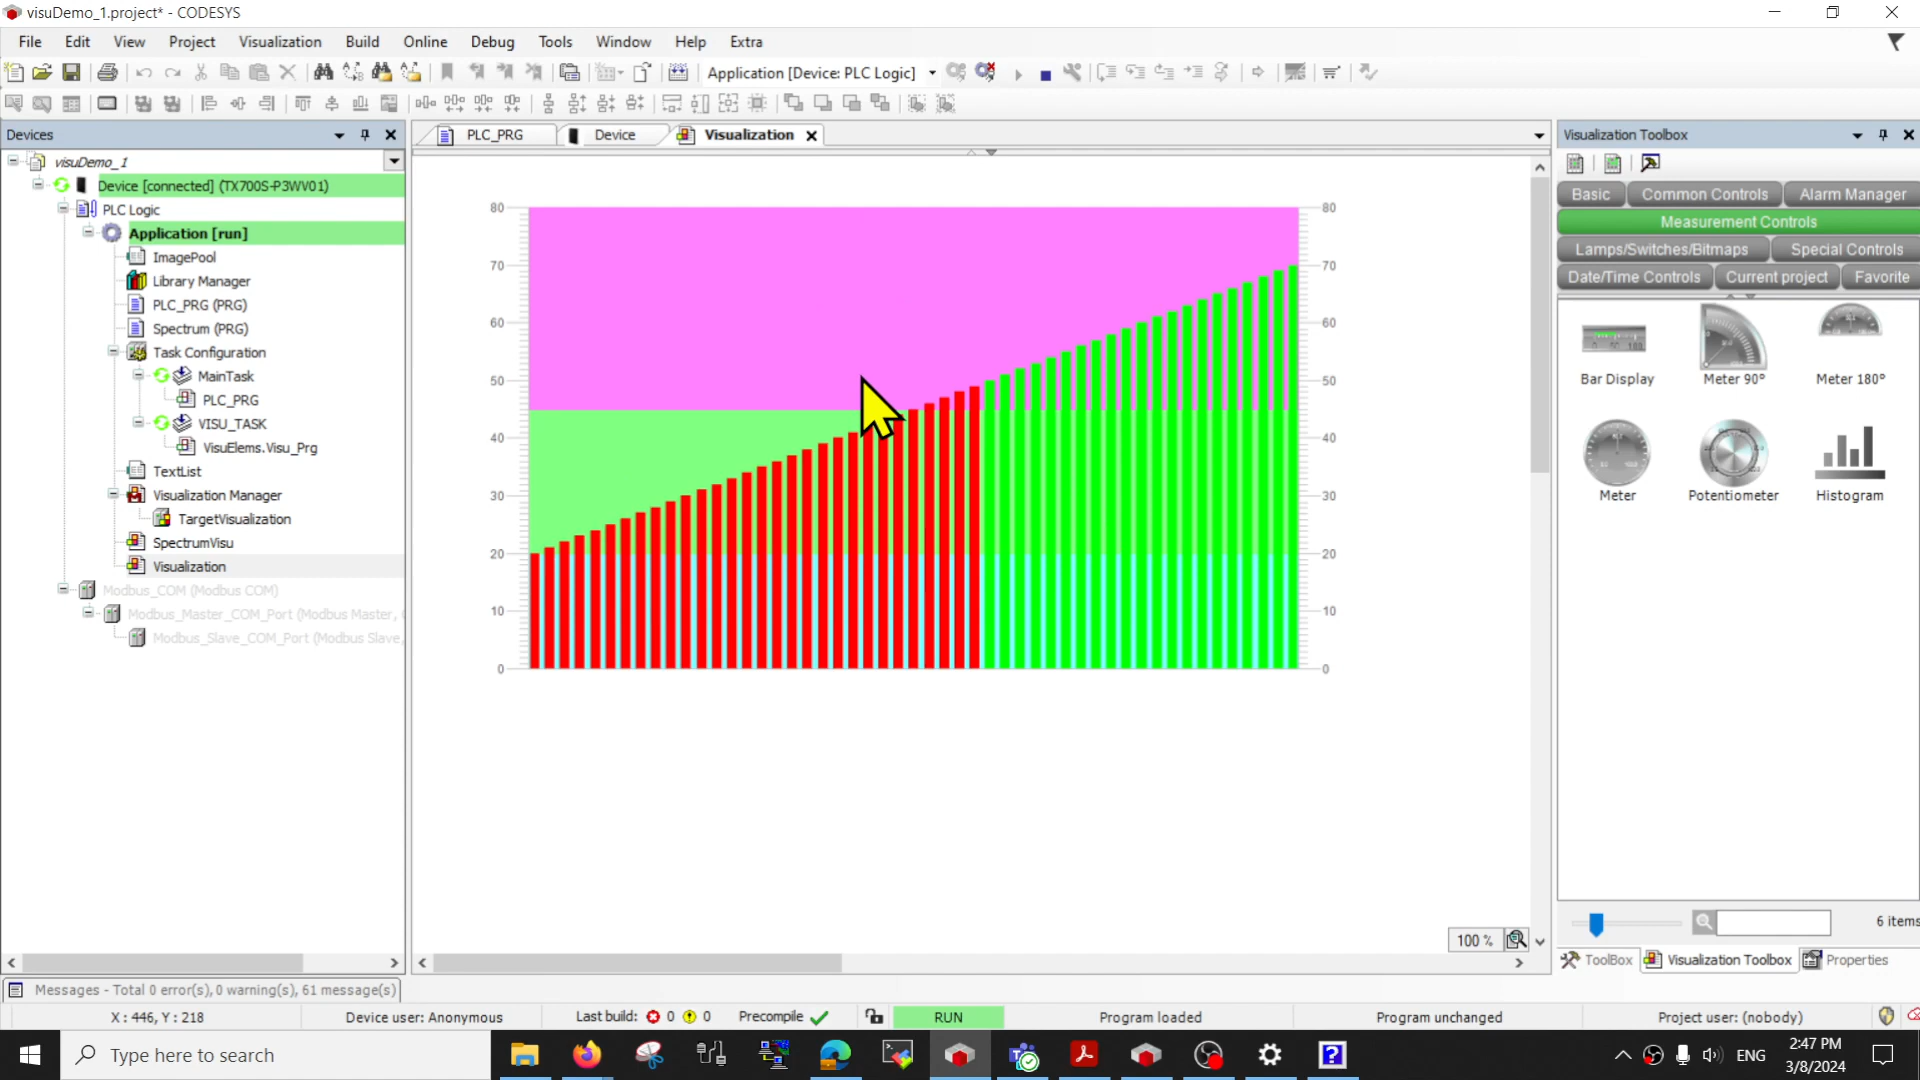 visuDemo_1.project* - CODESYS
File Edit View Project Visualization Build Online Debug Tools Window Help Extra
Application [Device: PLC Logic]
Devices
visuDemo_1
Device [connected] (TX700S-P3WV01)
PLC Logic
Application [run]
ImagePool
Library Manager
PLC_PRG (PRG)
Spectrum (PRG)
Task Configuration
MainTask
PLC_PRG
VISU_TASK
VisuElems.Visu_Prg
TextList
Visualization Manager
TargetVisualization
SpectrumVisu
Visualization
Modbus_COM (Modbus COM)
Modbus_Master_COM_Port (Modbus Master,
Modbus_Slave_COM_Port (Modbus Slave,
PLC_PRG Device Visualization
80 80
70 70
60 60
50 50
40 40
30 30
20 20
10 10
0 0
100 %
Visualization Toolbox
Basic Common Controls Alarm Manager
Measurement Controls
Lamps/Switches/Bitmaps Special Controls
Date/Time Controls Current project Favorite
Bar Display Meter 90° Meter 180°
Meter Potentiometer Histogram
6 items
ToolBox Visualization Toolbox Properties
Messages - Total 0 error(s), 0 warning(s), 61 message(s)
X: 446, Y: 218 Device user: Anonymous Last build: 0 0 Precompile RUN Program loaded Program unchanged Project user: (nobody)
Type here to search
ENG
2:47 PM
3/8/2024